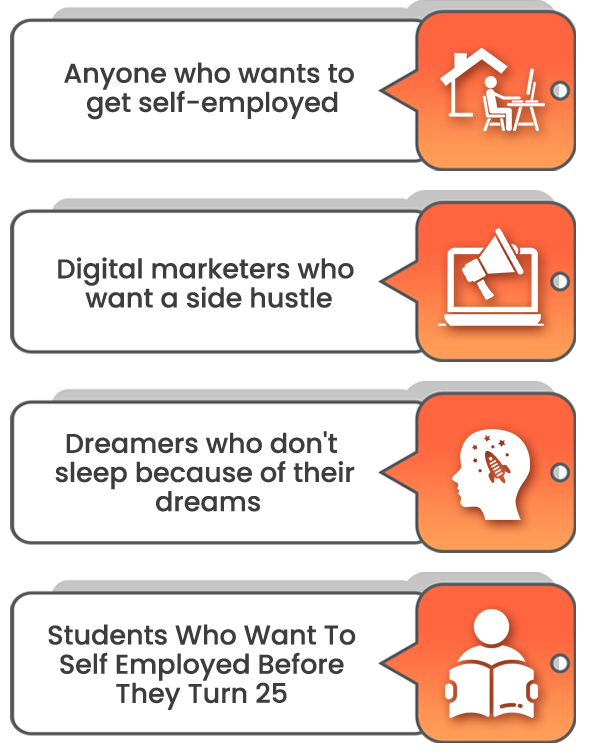 Anyone who wants to
get self-employed
Digital marketers who
want a side hustle
Dreamers who don't
sleep because of their
dreams
Students Who Want To
Self Employed Before
They Turn 25